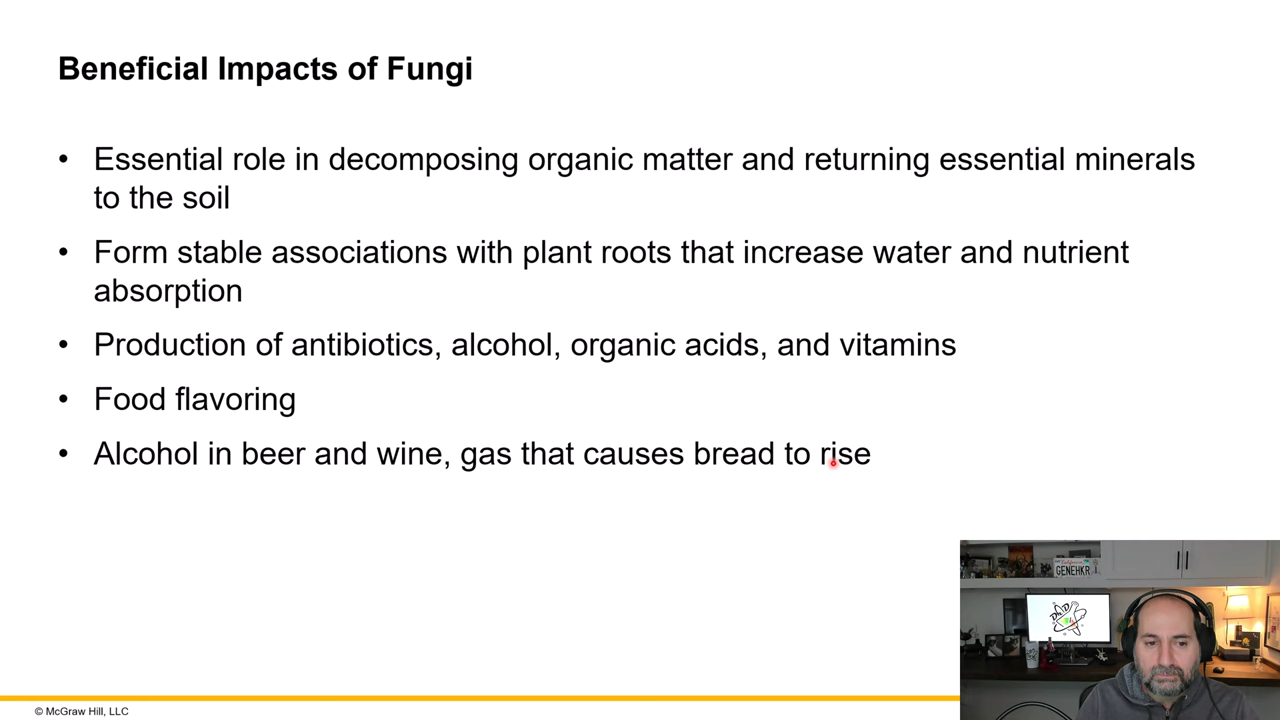 Beneficial Impacts of Fungi
• Essential role in decomposing organic matter and returning essential minerals
to the soil
• Form stable associations with plant roots that increase water and nutrient
absorption
• Production of antibiotics, alcohol, organic acids, and vitamins
• Food flavoring
• Alcohol in beer and wine, gas that causes bread to rise
GENEHKR
© McGraw Hill, LLC